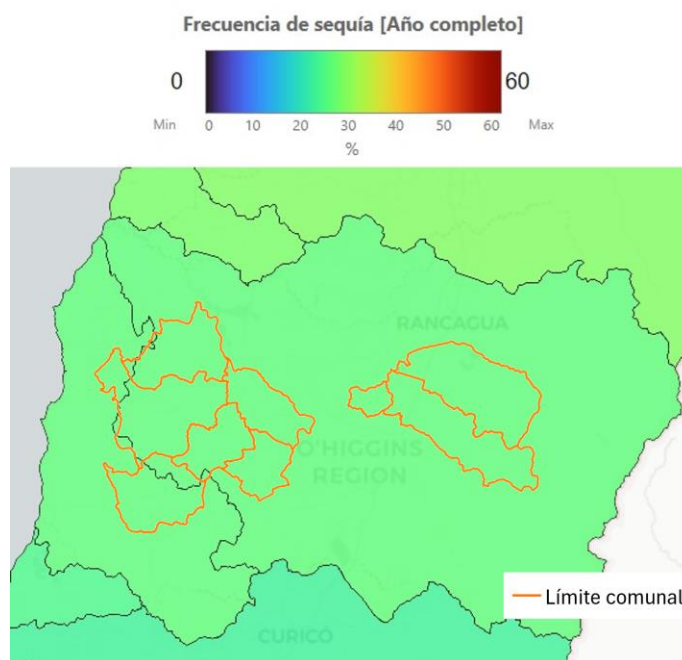 Frecuencia de sequía [Año completo]
0 60
Min 0 10 20 30 40 50 60 Max
%
RANCAGUA
O'HIGGINS
REGION
Límite comunal
CURICÓ